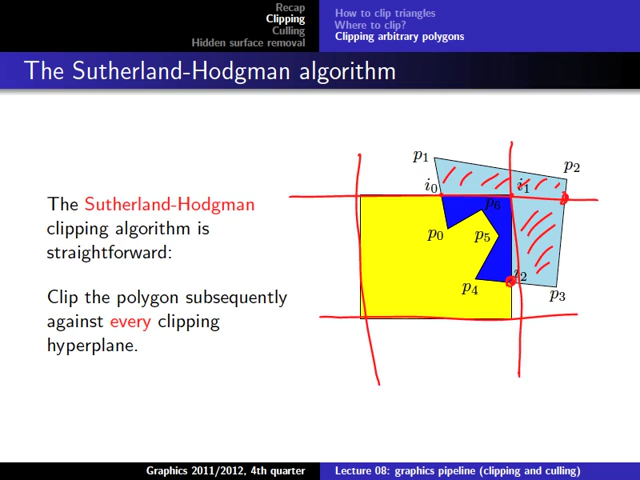 Recap
Clipping
Culling
Hidden surface removal
How to clip triangles
Where to clip?
Clipping arbitrary polygons
The Sutherland-Hodgman algorithm
The Sutherland-Hodgman
clipping algorithm is
straightforward:
Clip the polygon subsequently
against every clipping
hyperplane.
p1
p2
i0
i1
p6
p0
p5
i2
p4
p3
Graphics 2011/2012, 4th quarter
Lecture 08: graphics pipeline (clipping and culling)